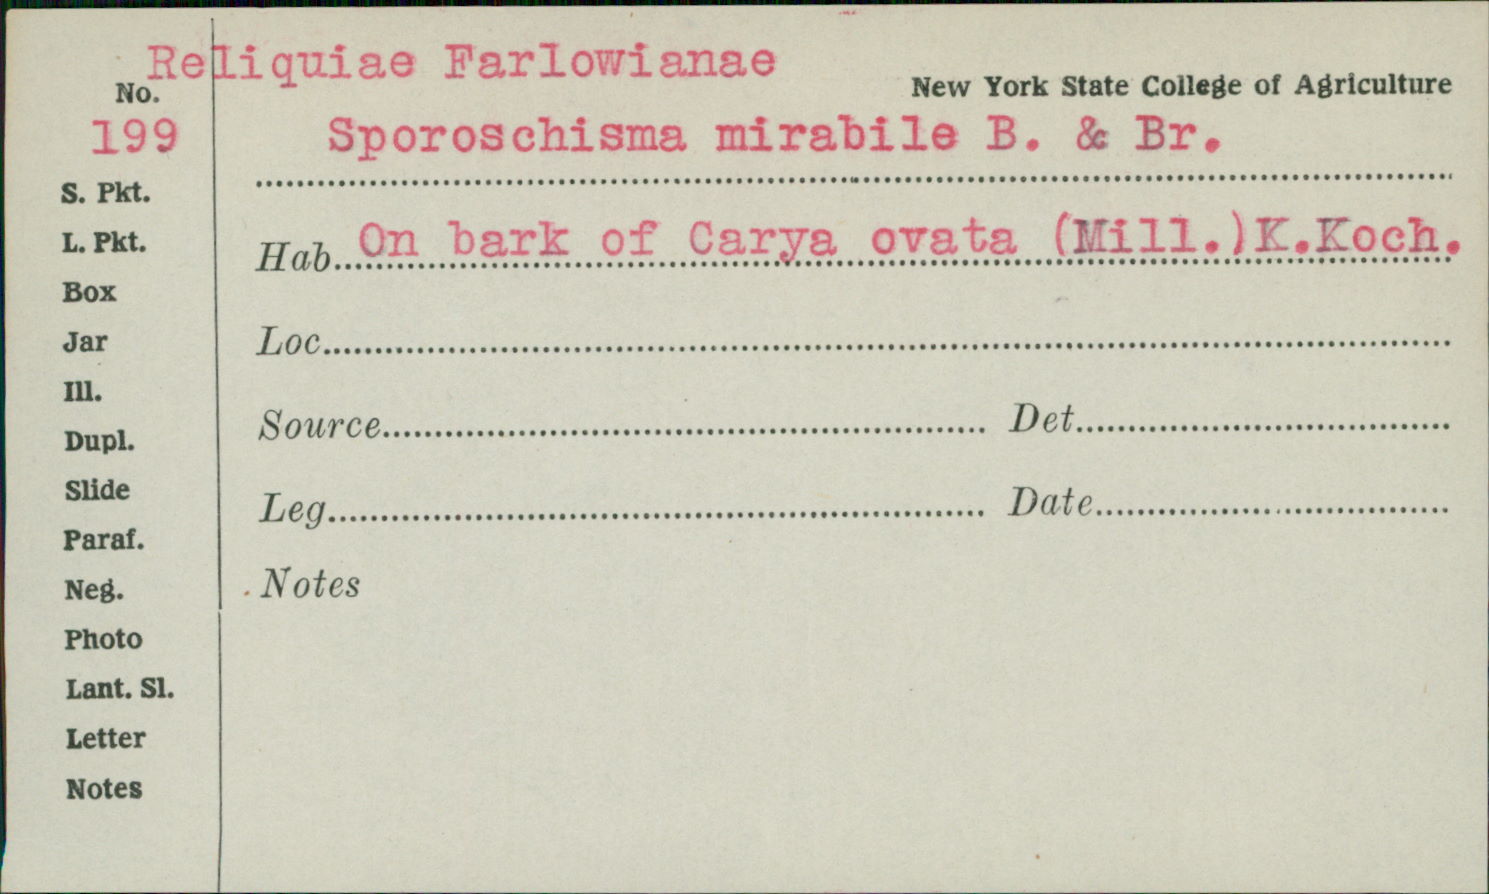 Reliquiae Farlowianae
No.
New York State College of Agriculture
199
Sporoschisma mirabile B. & Br.
S. Pkt.
L. Pkt.
Hab. On bark of Carya ovata (Mill.)K.Koch.
Box
Jar
Loc.
Ill.
Dupl.
Source
Det.
Slide
Leg.
Date
Paraf.
Neg.
Notes
Photo
Lant. Sl.
Letter
Notes